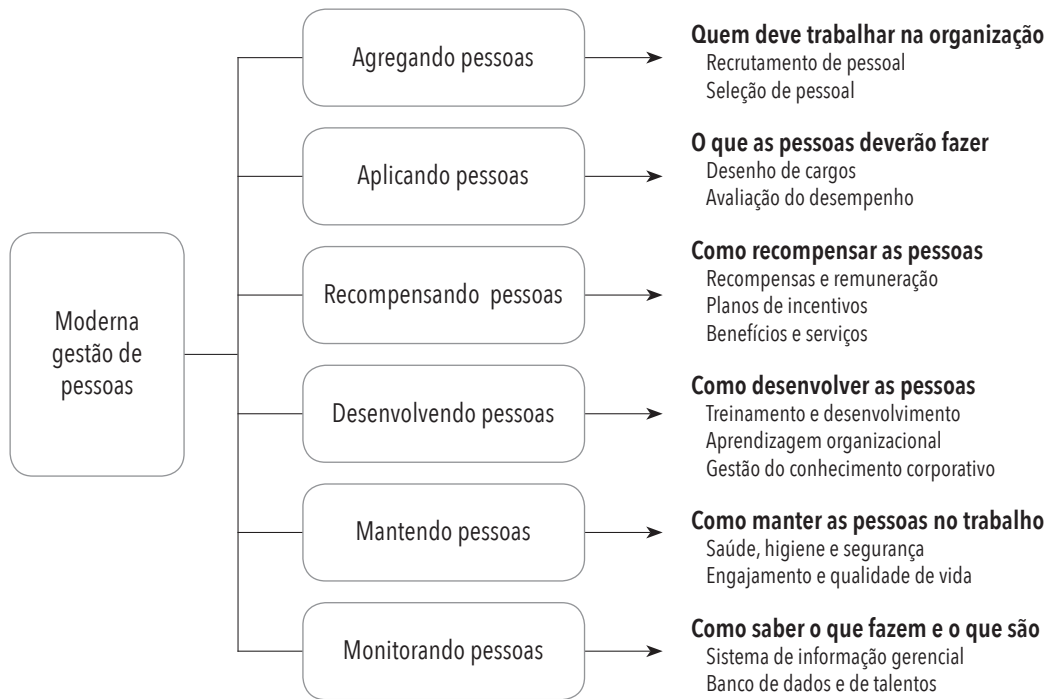 Moderna
gestão de
pessoas
Agregando pessoas
Quem deve trabalhar na organização
Recrutamento de pessoal
Seleção de pessoal
Aplicando pessoas
O que as pessoas deverão fazer
Desenho de cargos
Avaliação do desempenho
Recompensando pessoas
Como recompensar as pessoas
Recompensas e remuneração
Planos de incentivos
Benefícios e serviços
Desenvolvendo pessoas
Como desenvolver as pessoas
Treinamento e desenvolvimento
Aprendizagem organizacional
Gestão do conhecimento corporativo
Mantendo pessoas
Como manter as pessoas no trabalho
Saúde, higiene e segurança
Engajamento e qualidade de vida
Monitorando pessoas
Como saber o que fazem e o que são
Sistema de informação gerencial
Banco de dados e de talentos